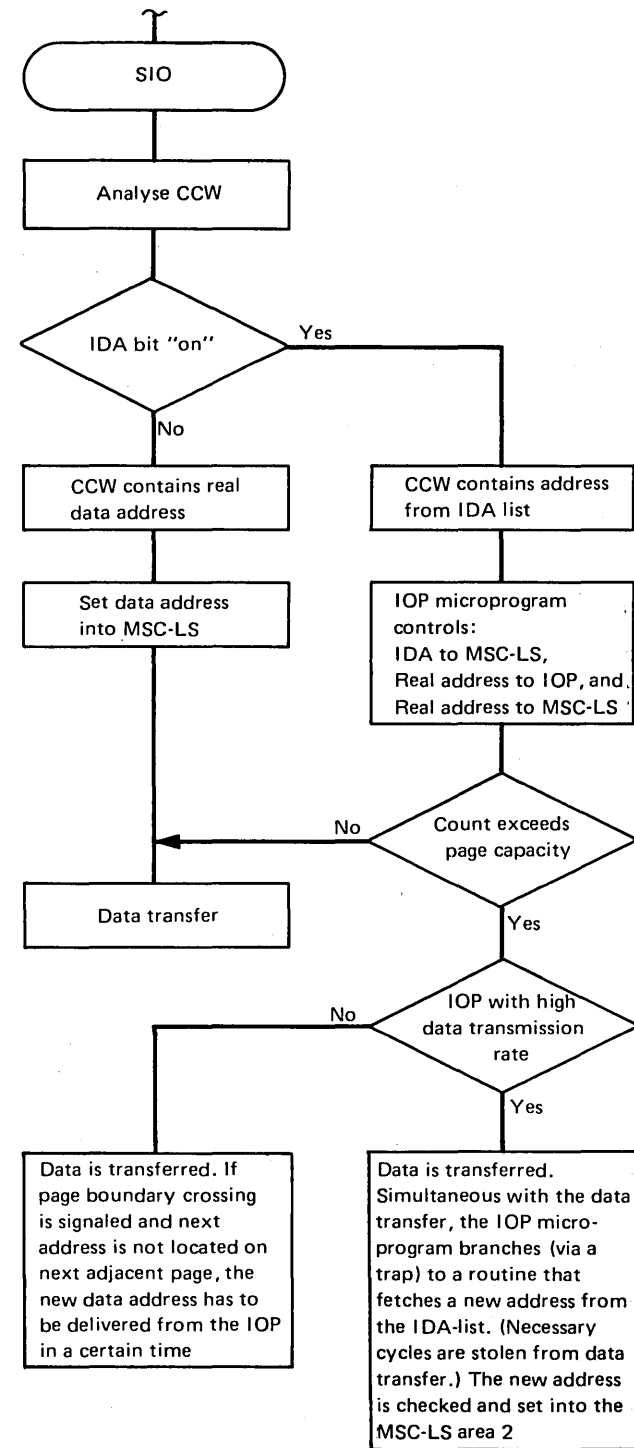 SIO
Analyse CCW
IDA bit "on"
Yes
No
CCW contains real
data address
Set data address
into MSC-LS
CCW contains address
from IDA list
IOP microprogram
controls:
IDA to MSC-LS,
Real address to IOP, and
Real address to MSC-LS
Count exceeds
page capacity
No
Data transfer
Yes
IOP with high
data transmission
rate
No
Yes
Data is transferred. If
page boundary crossing
is signaled and next
address is not located on
next adjacent page, the
new data address has to
be delivered from the IOP
in a certain time
Data is transferred.
Simultaneous with the data
transfer, the IOP micro-
program branches (via a
trap) to a routine that
fetches a new address from
the IDA-list. (Necessary
cycles are stolen from data
transfer.) The new address
is checked and set into the
MSC-LS area 2